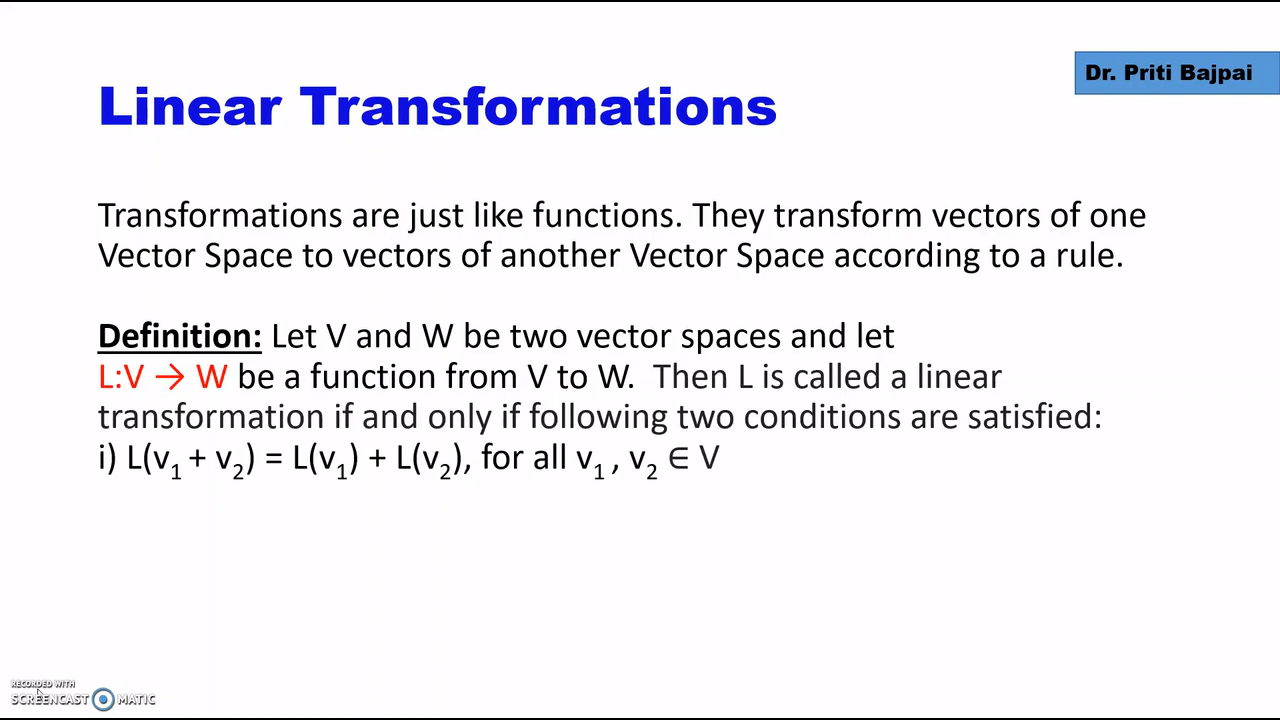 Dr. Priti Bajpai
Linear Transformations
Transformations are just like functions. They transform vectors of one
Vector Space to vectors of another Vector Space according to a rule.
Definition: Let V and W be two vector spaces and let
L:V → W be a function from V to W. Then L is called a linear
transformation if and only if following two conditions are satisfied:
i) L(v₁ + v₂) = L(v₁) + L(v₂), for all v₁ , v₂ ∈ V
RECORDED WITH
SCREENCAST MATIC